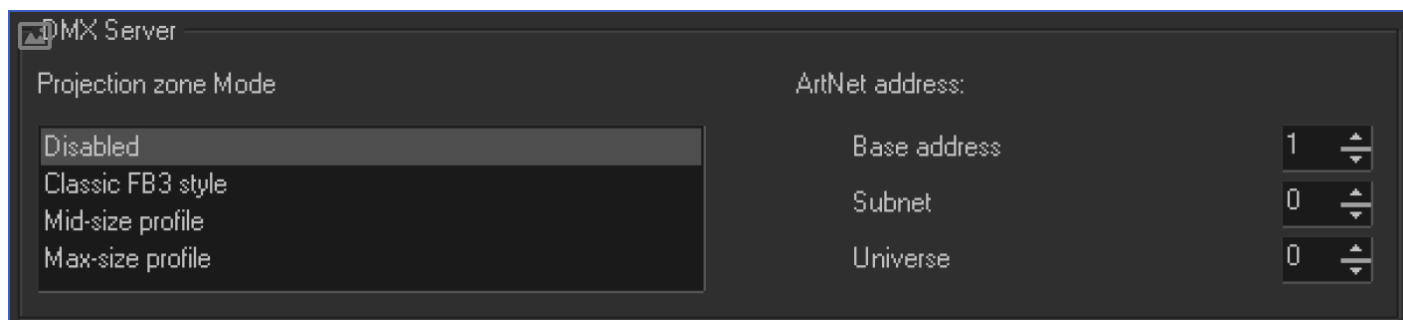 DMX Server
Projection zone Mode
ArtNet address:
Disabled
Classic FB3 style
Mid-size profile
Max-size profile
Base address 1
Subnet 0
Universe 0